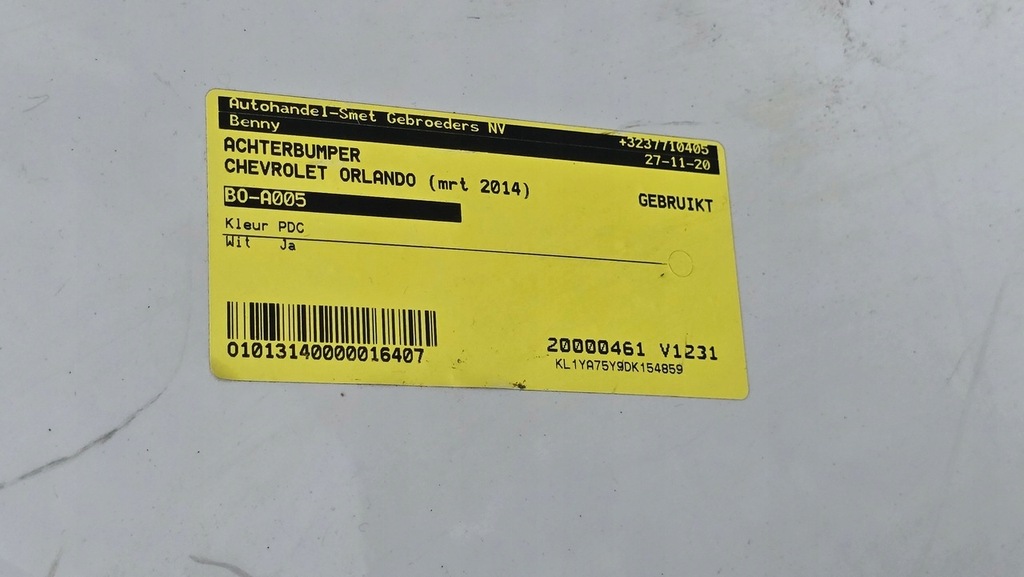 Autohandel-Smet Gebroeders NV
Benny
+3237710405
27-11-20
ACHTERBUMPER
CHEVROLET ORLANDO (mrt 2014)
GEBRUIKT
BO-A005
Kleur PDC
Wit Ja
01013140000016407
20000461 V1231
KL1YA75Y9DK154859